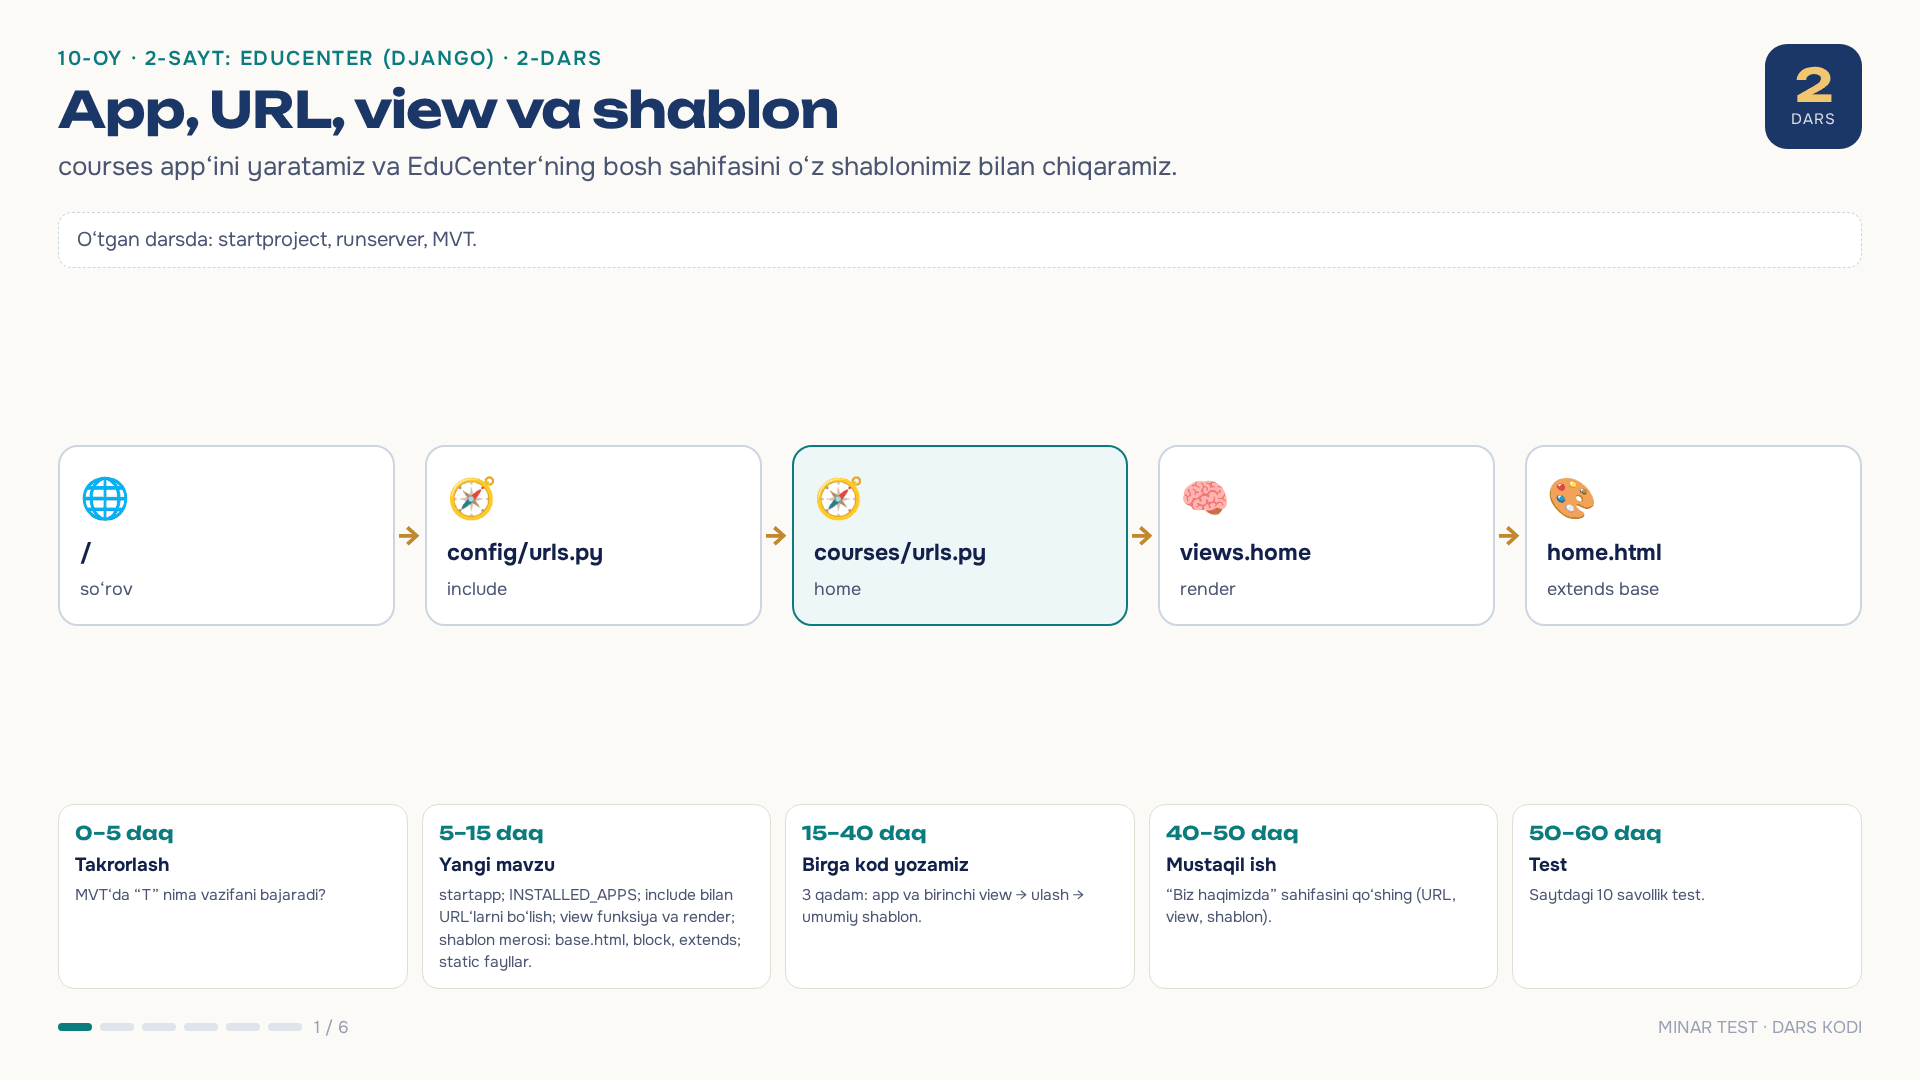 10-OY · 2-SAYT: EDUCENTER (DJANGO) · 2-DARS
App, URL, view va shablon
courses app‘ini yaratamiz va EduCenter‘ning bosh sahifasini o‘z shablonimiz bilan chiqaramiz.
2
DARS
O‘tgan darsda: startproject, runserver, MVT.
/
so‘rov
→
config/urls.py
include
→
courses/urls.py
home
→
views.home
render
→
home.html
extends base
0–5 daq
Takrorlash
MVT‘da “T” nima vazifani bajaradi?
5–15 daq
Yangi mavzu
startapp; INSTALLED_APPS; include bilan
URL‘larni bo‘lish; view funksiya va render;
shablon merosi: base.html, block, extends;
static fayllar.
15–40 daq
Birga kod yozamiz
3 qadam: app va birinchi view → ulash →
umumiy shablon.
40–50 daq
Mustaqil ish
“Biz haqimizda” sahifasini qo‘shing (URL,
view, shablon).
50–60 daq
Test
Saytdagi 10 savollik test.
1 / 6
MINAR TEST · DARS KODI